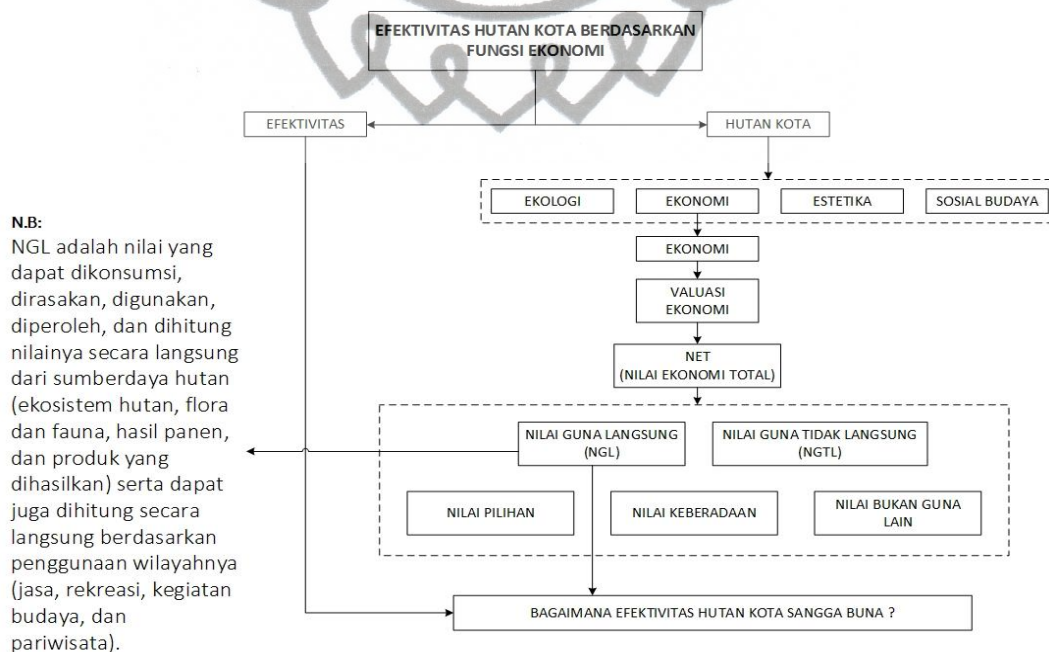 EFEKTIVITAS HUTAN KOTA BERDASARKAN
FUNGSI EKONOMI
EFEKTIVITAS
HUTAN KOTA
EKOLOGI
EKONOMI
ESTETIKA
SOSIAL BUDAYA
EKONOMI
VALUASI
EKONOMI
NET
(NILAI EKONOMI TOTAL)
NILAI GUNA LANGSUNG
(NGL)
NILAI GUNA TIDAK LANGSUNG
(NGTL)
NILAI PILIHAN
NILAI KEBERADAAN
NILAI BUKAN GUNA
LAIN
BAGAIMANA EFEKTIVITAS HUTAN KOTA SANGGA BUNA ?
N.B:
NGL adalah nilai yang
dapat dikonsumsi,
dirasakan, digunakan,
diperoleh, dan dihitung
nilainya secara langsung
dari sumberdaya hutan
(ekosistem hutan, flora
dan fauna, hasil panen,
dan produk yang
dihasilkan) serta dapat
juga dihitung secara
langsung berdasarkan
penggunaan wilayahnya
(jasa, rekreasi, kegiatan
budaya, dan
pariwisata).